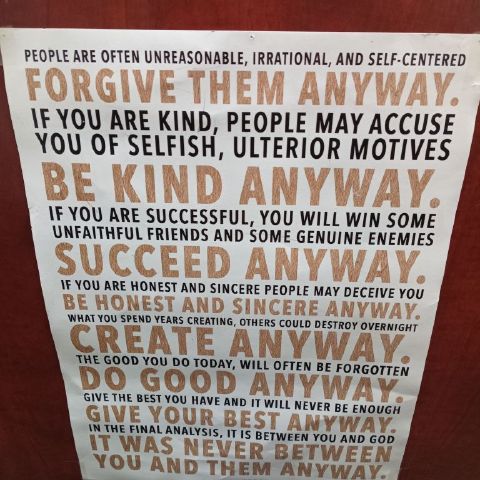 PEOPLE ARE OFTEN UNREASONABLE, IRRATIONAL, AND SELF-CENTERED
FORGIVE THEM ANYWAY.
IF YOU ARE KIND, PEOPLE MAY ACCUSE
YOU OF SELFISH, ULTERIOR MOTIVES
BE KIND ANYWAY.
IF YOU ARE SUCCESSFUL, YOU WILL WIN SOME
UNFAITHFUL FRIENDS AND SOME GENUINE ENEMIES
SUCCEED ANYWAY.
IF YOU ARE HONEST AND SINCERE PEOPLE MAY DECEIVE YOU
BE HONEST AND SINCERE ANYWAY.
WHAT YOU SPEND YEARS CREATING, OTHERS COULD DESTROY OVERNIGHT
CREATE ANYWAY.
THE GOOD YOU DO TODAY, WILL OFTEN BE FORGOTTEN
DO GOOD ANYWAY.
GIVE THE BEST YOU HAVE AND IT WILL NEVER BE ENOUGH
GIVE YOUR BEST ANYWAY.
IN THE FINAL ANALYSIS, IT IS BETWEEN YOU AND GOD
IT WAS NEVER BETWEEN
YOU AND THEM ANYWAY.